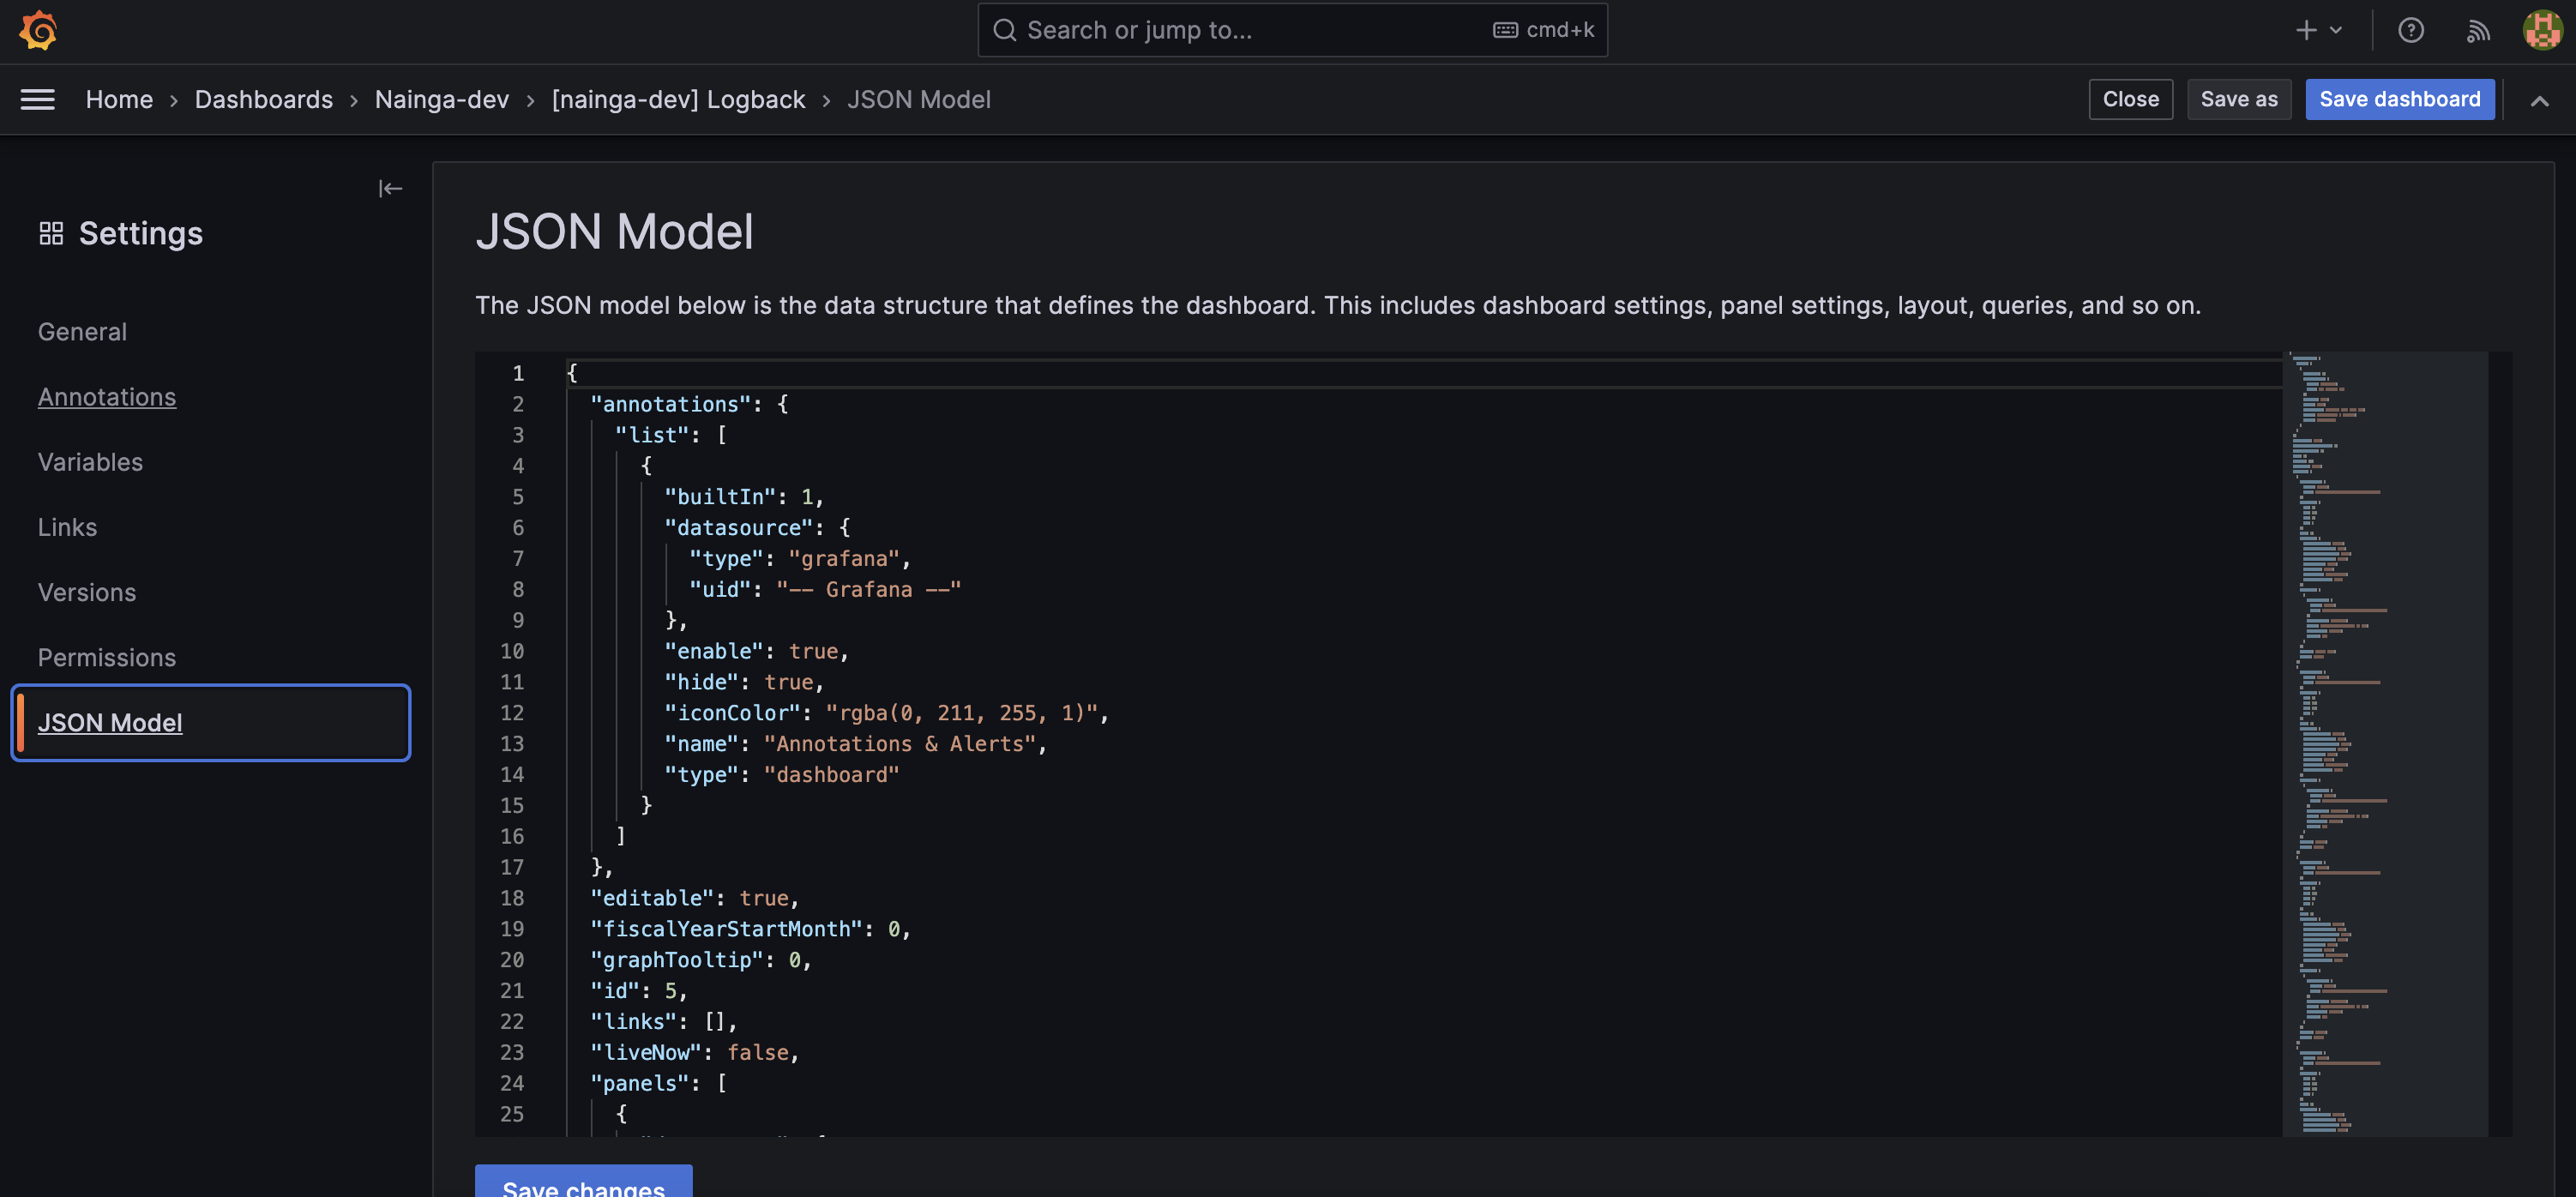 Search or jump to... cmd+k
Home › Dashboards › Nainga-dev › [nainga-dev] Logback › JSON Model
Close Save as Save dashboard
Settings
General
Annotations
Variables
Links
Versions
Permissions
JSON Model
JSON Model
The JSON model below is the data structure that defines the dashboard. This includes dashboard settings, panel settings, layout, queries, and so on.
1 {
2 "annotations": {
3 "list": [
4 {
5 "builtIn": 1,
6 "datasource": {
7 "type": "grafana",
8 "uid": "-- Grafana --"
9 },
10 "enable": true,
11 "hide": true,
12 "iconColor": "rgba(0, 211, 255, 1)",
13 "name": "Annotations & Alerts",
14 "type": "dashboard"
15 }
16 ]
17 },
18 "editable": true,
19 "fiscalYearStartMonth": 0,
20 "graphTooltip": 0,
21 "id": 5,
22 "links": [],
23 "liveNow": false,
24 "panels": [
25 {
Save changes